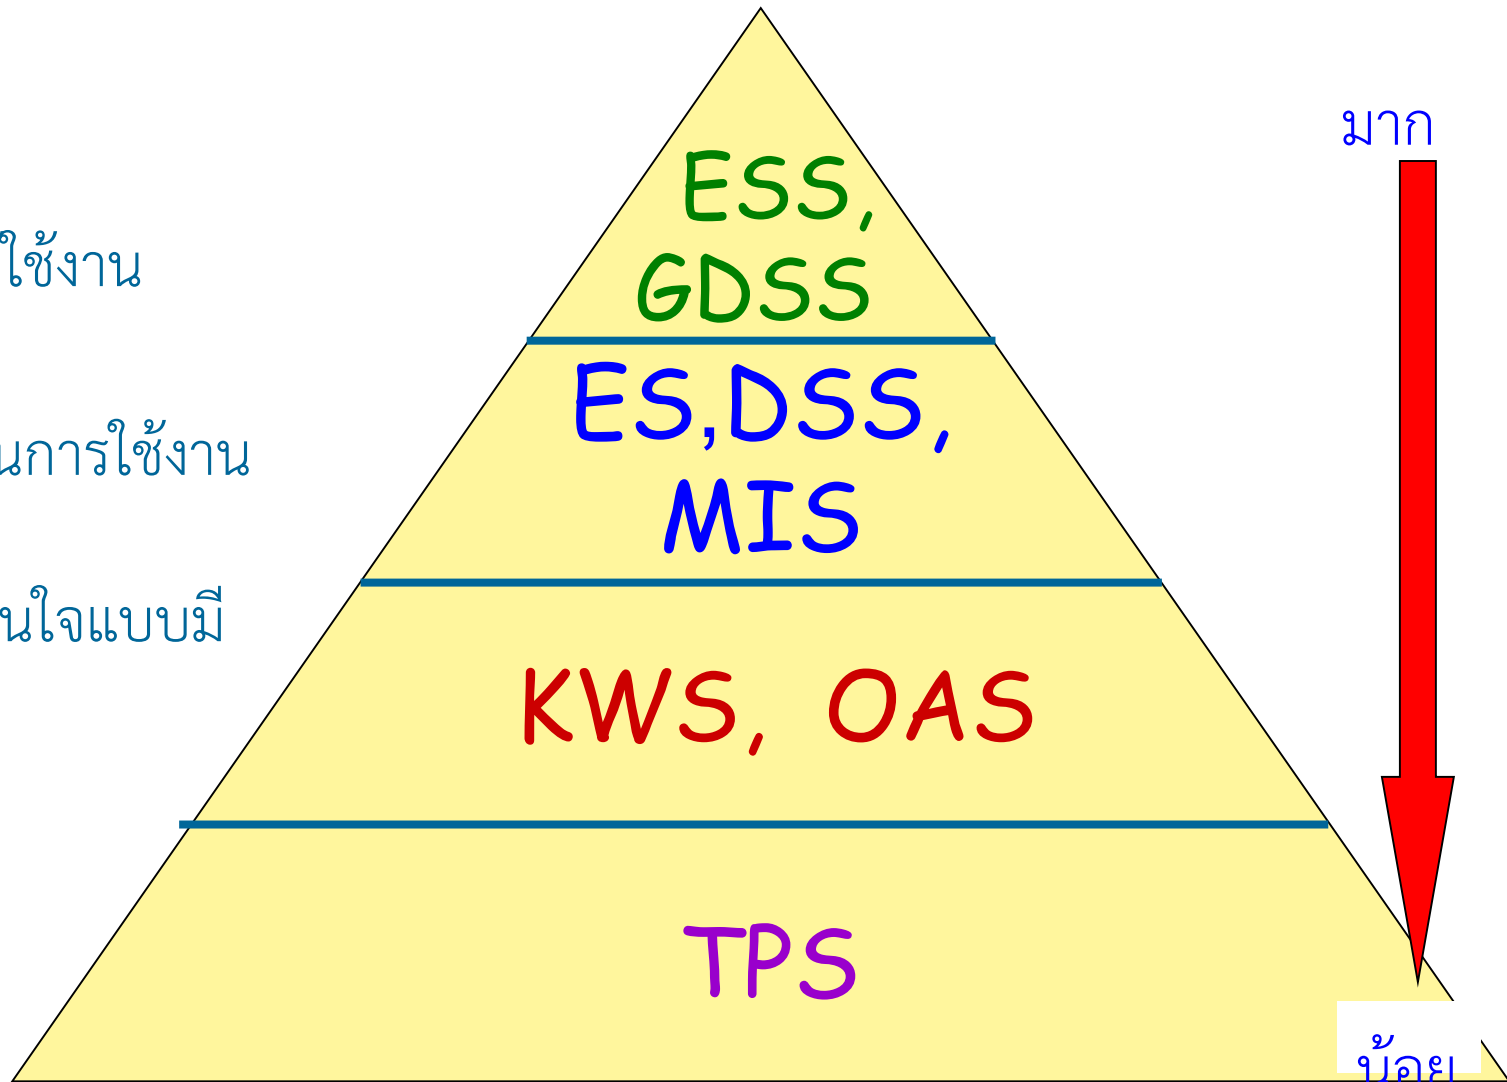 มาก
ESS,
GDSS
ใช้งาน
ES,DSS,
MIS
นการใช้งาน
นใจแบบมี
KWS, OAS
TPS
น้อย